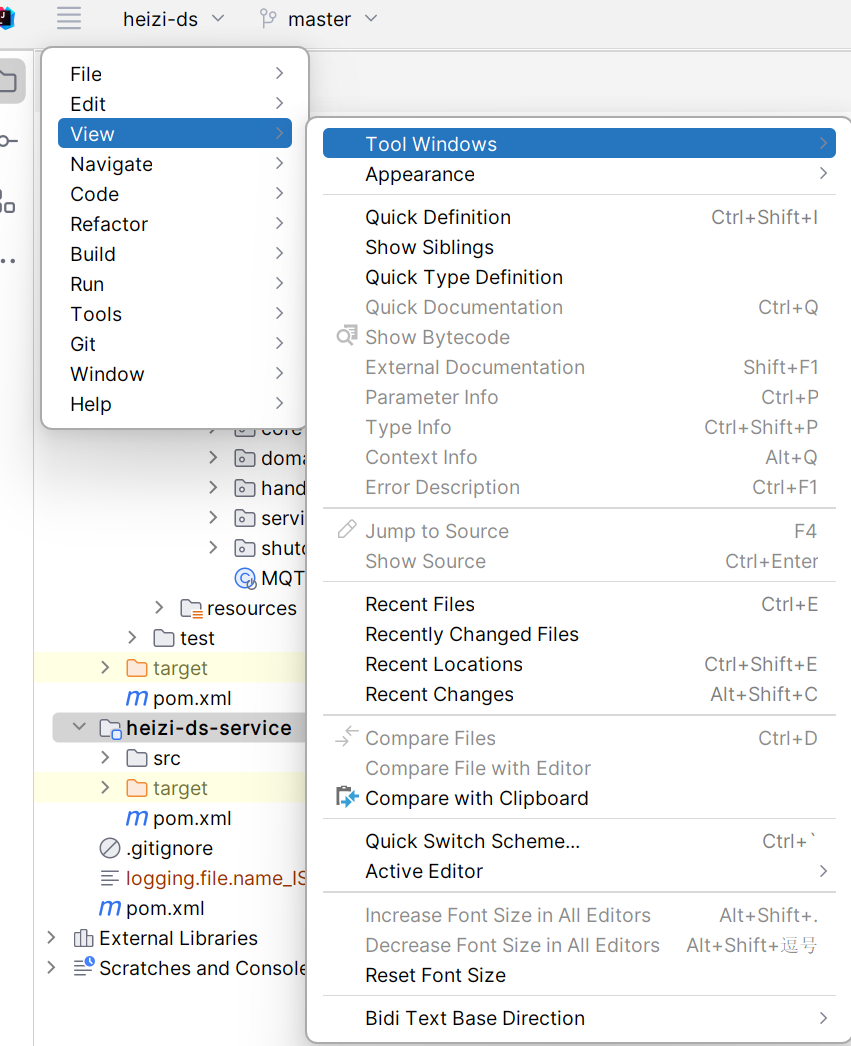 heizi-ds
master
File
Edit
View
Navigate
Code
Refactor
Build
Run
Tools
Git
Window
Help
Tool Windows
Appearance
Quick Definition Ctrl+Shift+I
Show Siblings
Quick Type Definition
Quick Documentation Ctrl+Q
Show Bytecode
External Documentation Shift+F1
Parameter Info Ctrl+P
Type Info Ctrl+Shift+P
Context Info Alt+Q
Error Description Ctrl+F1
Jump to Source F4
Show Source Ctrl+Enter
Recent Files Ctrl+E
Recently Changed Files
Recent Locations Ctrl+Shift+E
Recent Changes Alt+Shift+C
Compare Files Ctrl+D
Compare File with Editor
Compare with Clipboard
Quick Switch Scheme... Ctrl+`
Active Editor
Increase Font Size in All Editors Alt+Shift+.
Decrease Font Size in All Editors Alt+Shift+逗号
Reset Font Size
Bidi Text Base Direction
core
doma
hand
servi
shutd
MQT
resources
test
target
m pom.xml
heizi-ds-service
src
target
m pom.xml
.gitignore
logging.file.name_IS
m pom.xml
External Libraries
Scratches and Console